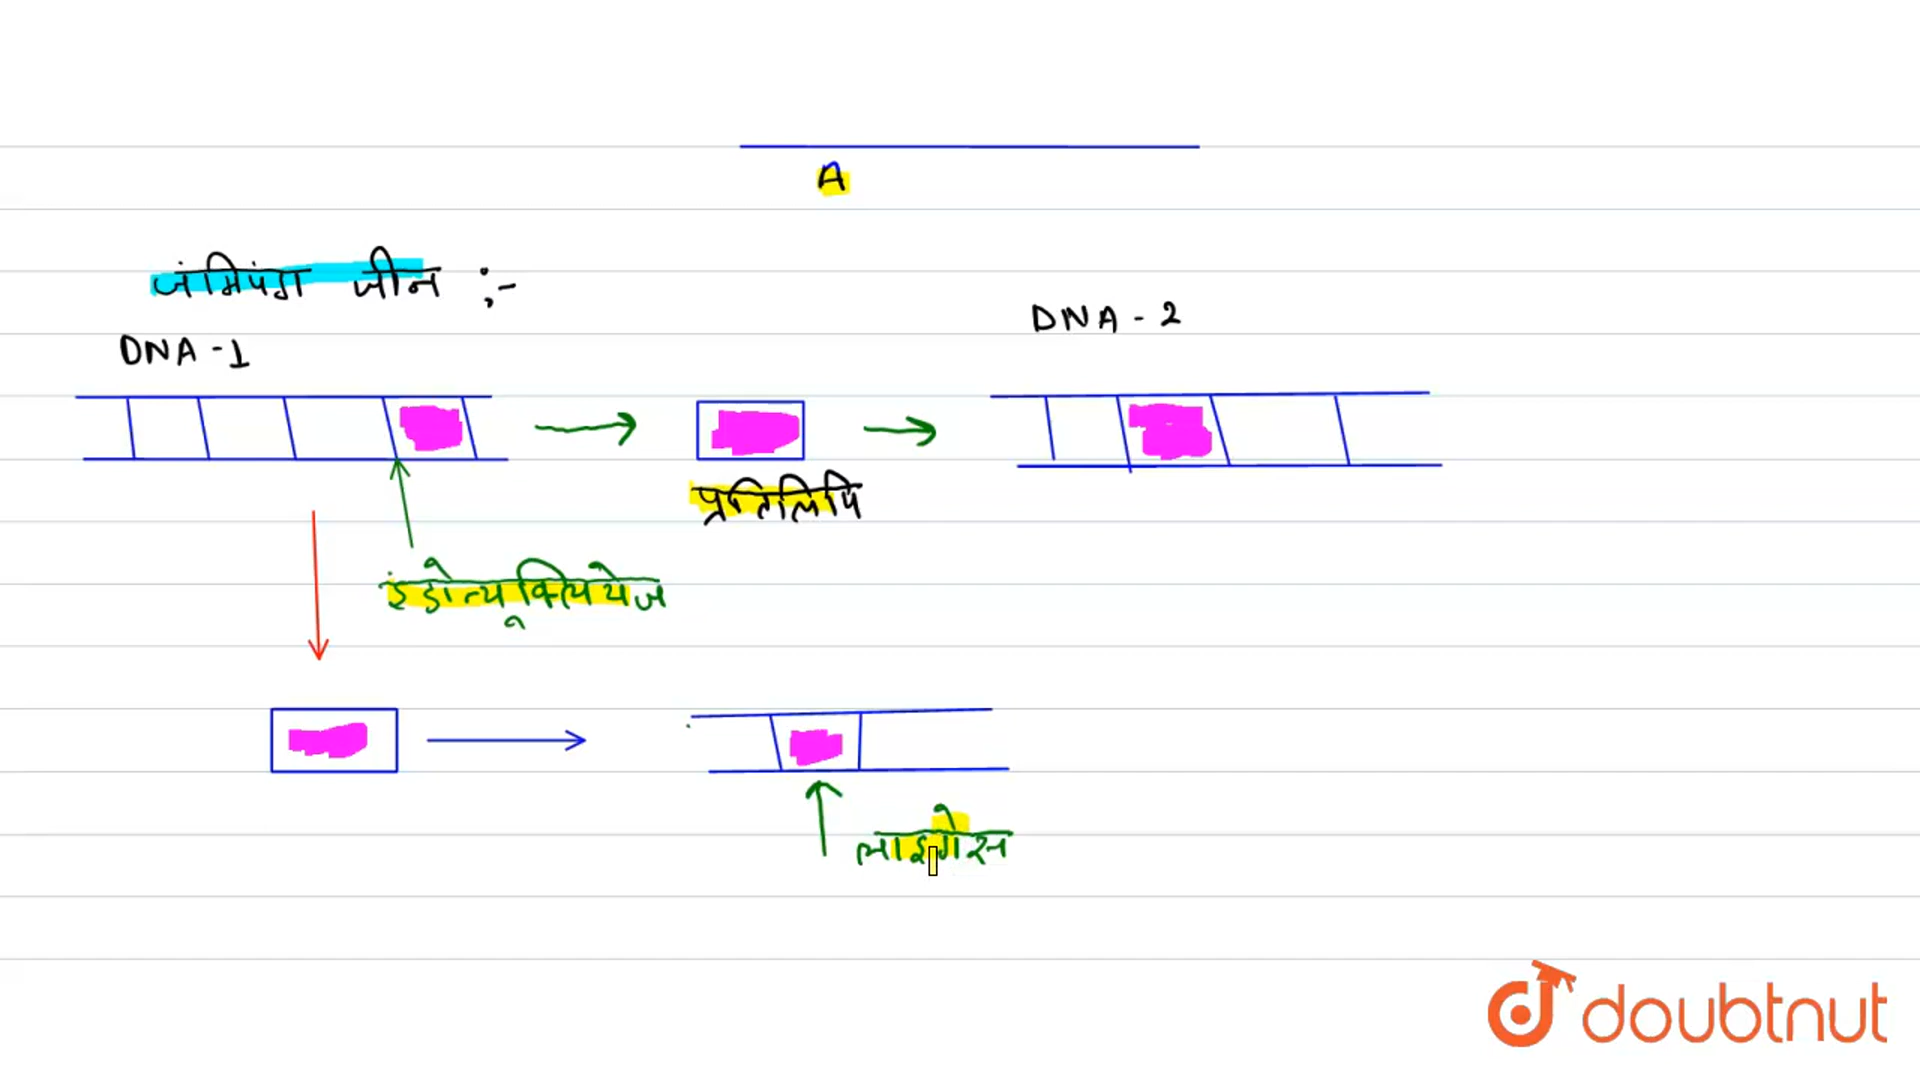 A
जंम्पिंग जीन :-
DNA - 1
DNA - 2
प्रतिलिपि
इंडोन्यूक्लियेज
लाइगेस
doubtnut